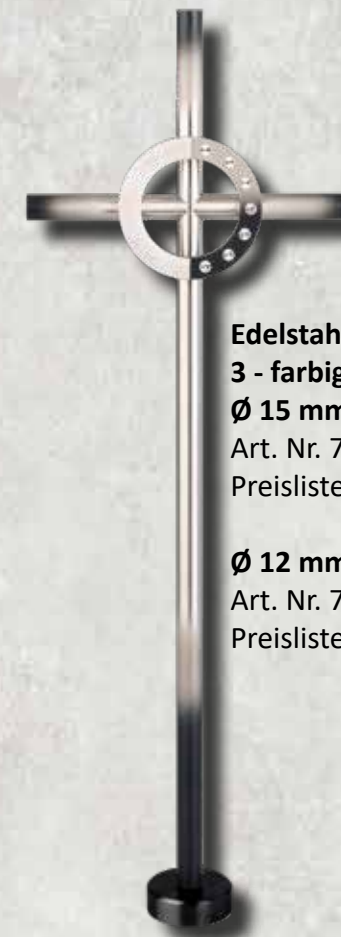 Edelstah
3 - farbig
Ø 15 mm
Art. Nr. 7
Preisliste

Ø 12 mm
Art. Nr. 7
Preisliste